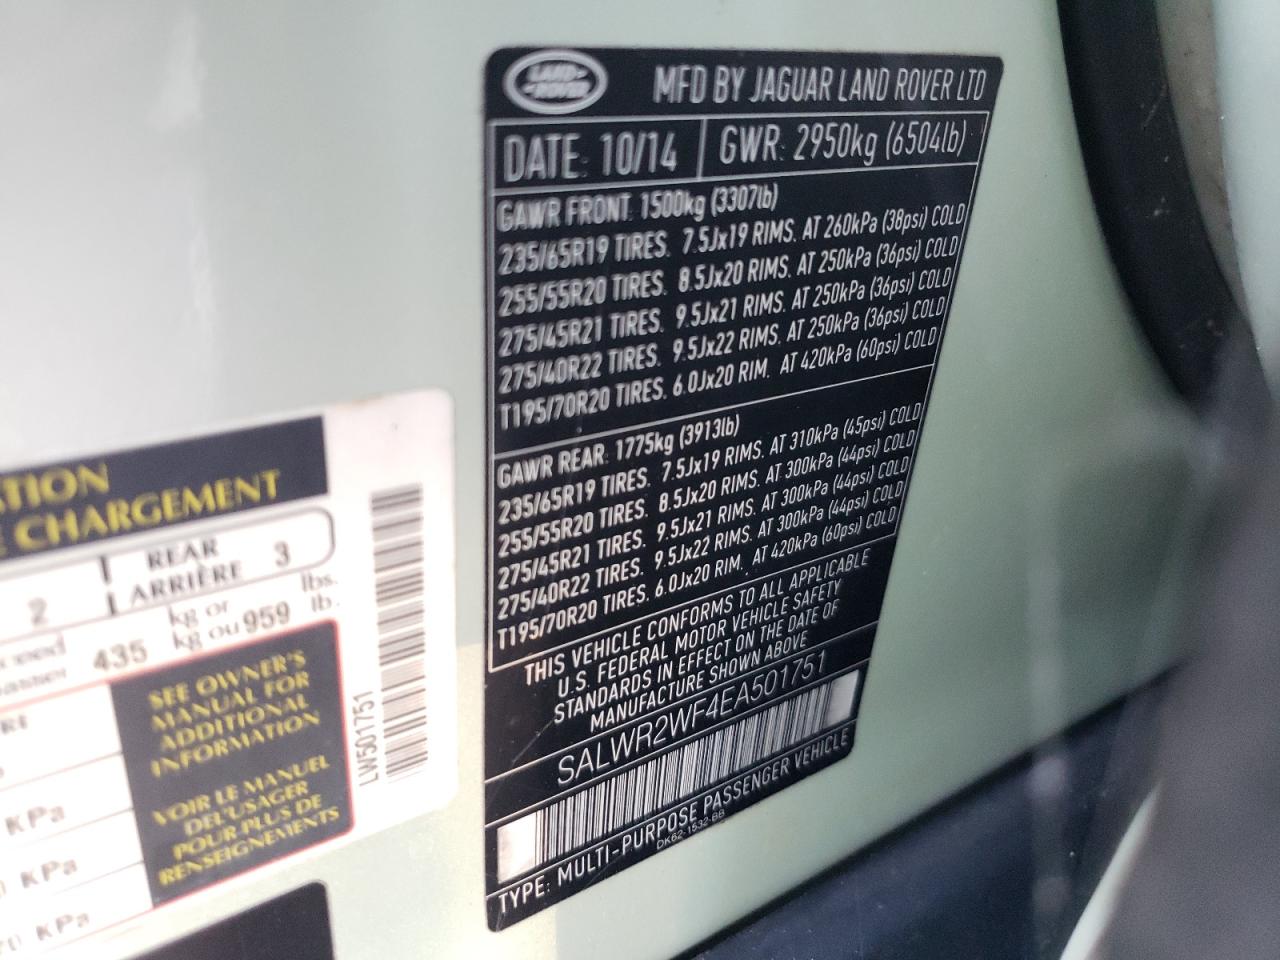 LAND-
-ROVER
MFD BY JAGUAR LAND ROVER LTD
DATE: 10/14 GWR: 2950kg (6504lb)
GAWR FRONT: 1500kg (3307lb)
235/65R19 TIRES. 7.5Jx19 RIMS. AT 260kPa (38psi) COLD
255/55R20 TIRES. 8.5Jx20 RIMS. AT 250kPa (36psi) COLD
275/45R21 TIRES. 9.5Jx21 RIMS. AT 250kPa (36psi) COLD
275/40R22 TIRES. 9.5Jx22 RIMS. AT 250kPa (36psi) COLD
T195/70R20 TIRES. 6.0Jx20 RIM. AT 420kPa (60psi) COLD
GAWR REAR: 1775kg (3913lb)
235/65R19 TIRES. 7.5Jx19 RIMS. AT 310kPa (45psi) COLD
255/55R20 TIRES. 8.5Jx20 RIMS. AT 300kPa (44psi) COLD
275/45R21 TIRES. 9.5Jx21 RIMS. AT 300kPa (44psi) COLD
275/40R22 TIRES. 9.5Jx22 RIMS. AT 300kPa (44psi) COLD
T195/70R20 TIRES. 6.0Jx20 RIM. AT 420kPa (60psi) COLD
THIS VEHICLE CONFORMS TO ALL APPLICABLE
U.S. FEDERAL MOTOR VEHICLE SAFETY
STANDARDS IN EFFECT ON THE DATE OF
MANUFACTURE SHOWN ABOVE
SALWR2WF4EA501751
TYPE: MULTI-PURPOSE PASSENGER VEHICLE
DK62-1532-BB
ATION
E CHARGEMENT
2 REAR 3
ARRIÈRE
435 kg or 959 lbs.
kg ou lb.
SEE OWNER'S
MANUAL FOR
ADDITIONAL
INFORMATION
VOIR LE MANUEL
DE L'USAGER
POUR PLUS DE
RENSEIGNEMENTS
KPa
KPa
KPa
LW501751